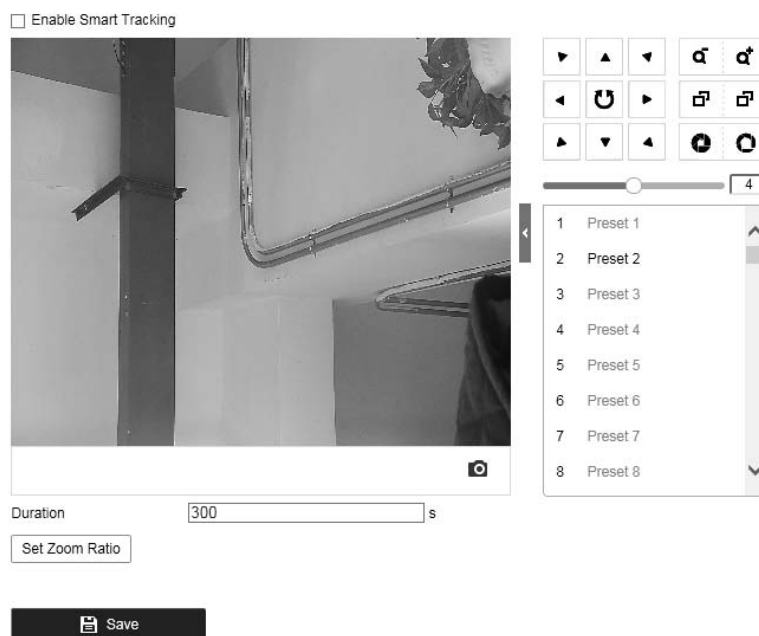 Enable Smart Tracking
4
1 Preset 1
2 Preset 2
3 Preset 3
4 Preset 4
5 Preset 5
6 Preset 6
7 Preset 7
8 Preset 8
Duration 300 s
Set Zoom Ratio
Save